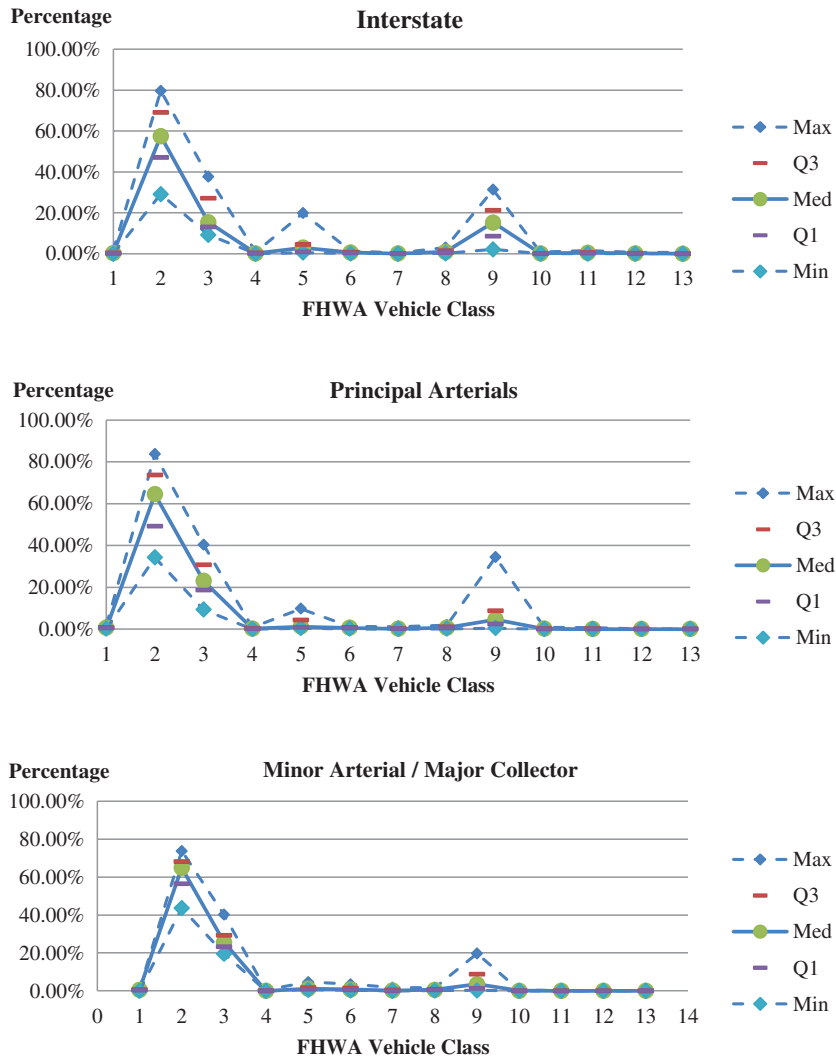 Percentage
Interstate
100.00%
80.00%
60.00%
40.00%
20.00%
0.00%
1 2 3 4 5 6 7 8 9 10 11 12 13
FHWA Vehicle Class
Max
Q3
Med
Q1
Min
Percentage
Principal Arterials
100.00%
80.00%
60.00%
40.00%
20.00%
0.00%
1 2 3 4 5 6 7 8 9 10 11 12 13
FHWA Vehicle Class
Max
Q3
Med
Q1
Min
Percentage
Minor Arterial / Major Collector
100.00%
80.00%
60.00%
40.00%
20.00%
0.00%
0 1 2 3 4 5 6 7 8 9 10 11 12 13 14
FHWA Vehicle Class
Max
Q3
Med
Q1
Min